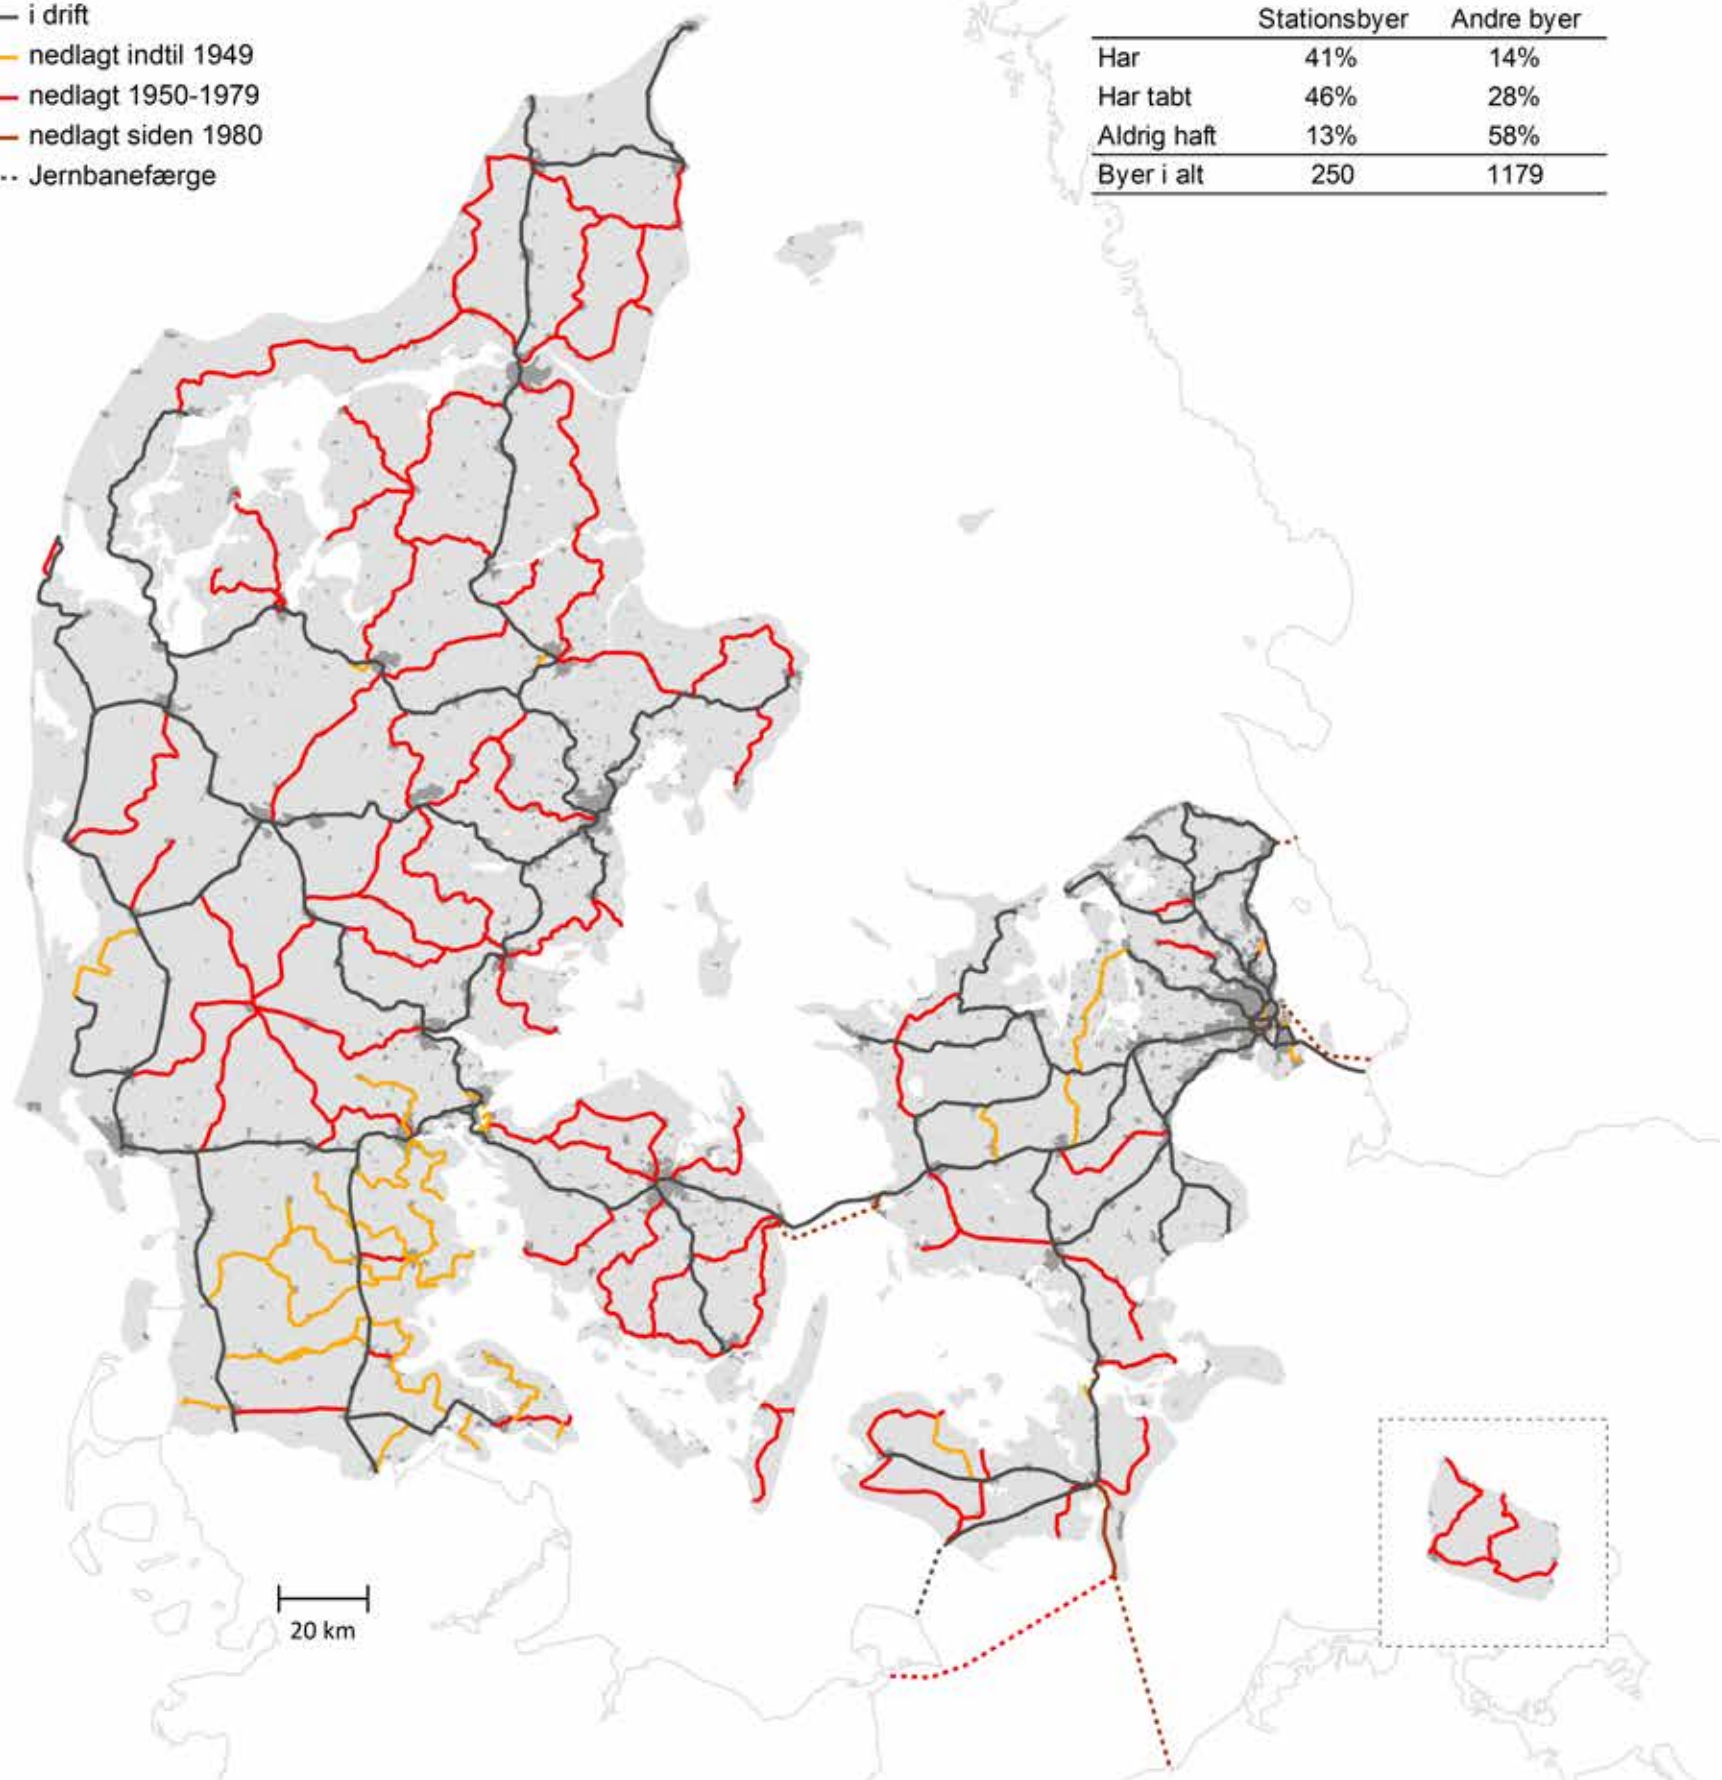 i drift
nedlagt indtil 1949
nedlagt 1950-1979
nedlagt siden 1980
Jernbanefærge
Stationsbyer Andre byer
Har 41% 14%
Har tabt 46% 28%
Aldrig haft 13% 58%
Byer i alt 250 1179
20 km